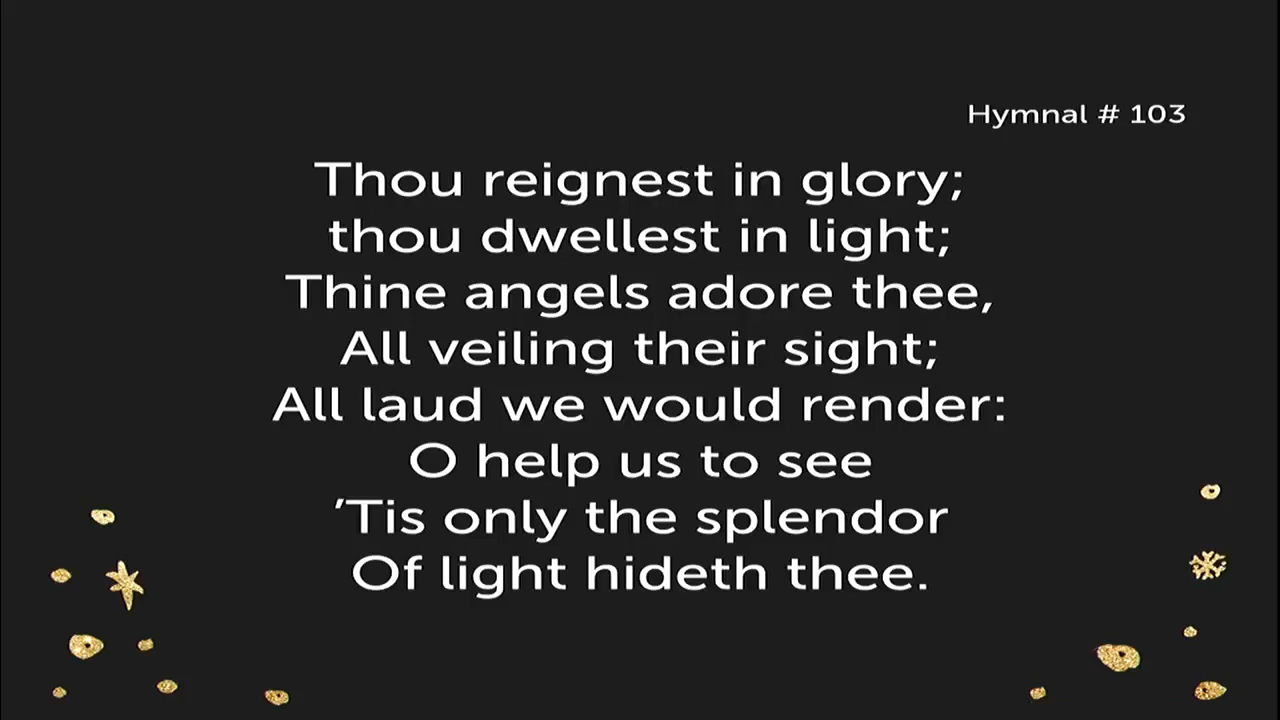 Hymnal # 103
Thou reignest in glory;
thou dwellest in light;
Thine angels adore thee,
All veiling their sight;
All laud we would render:
O help us to see
’Tis only the splendor
Of light hideth thee.